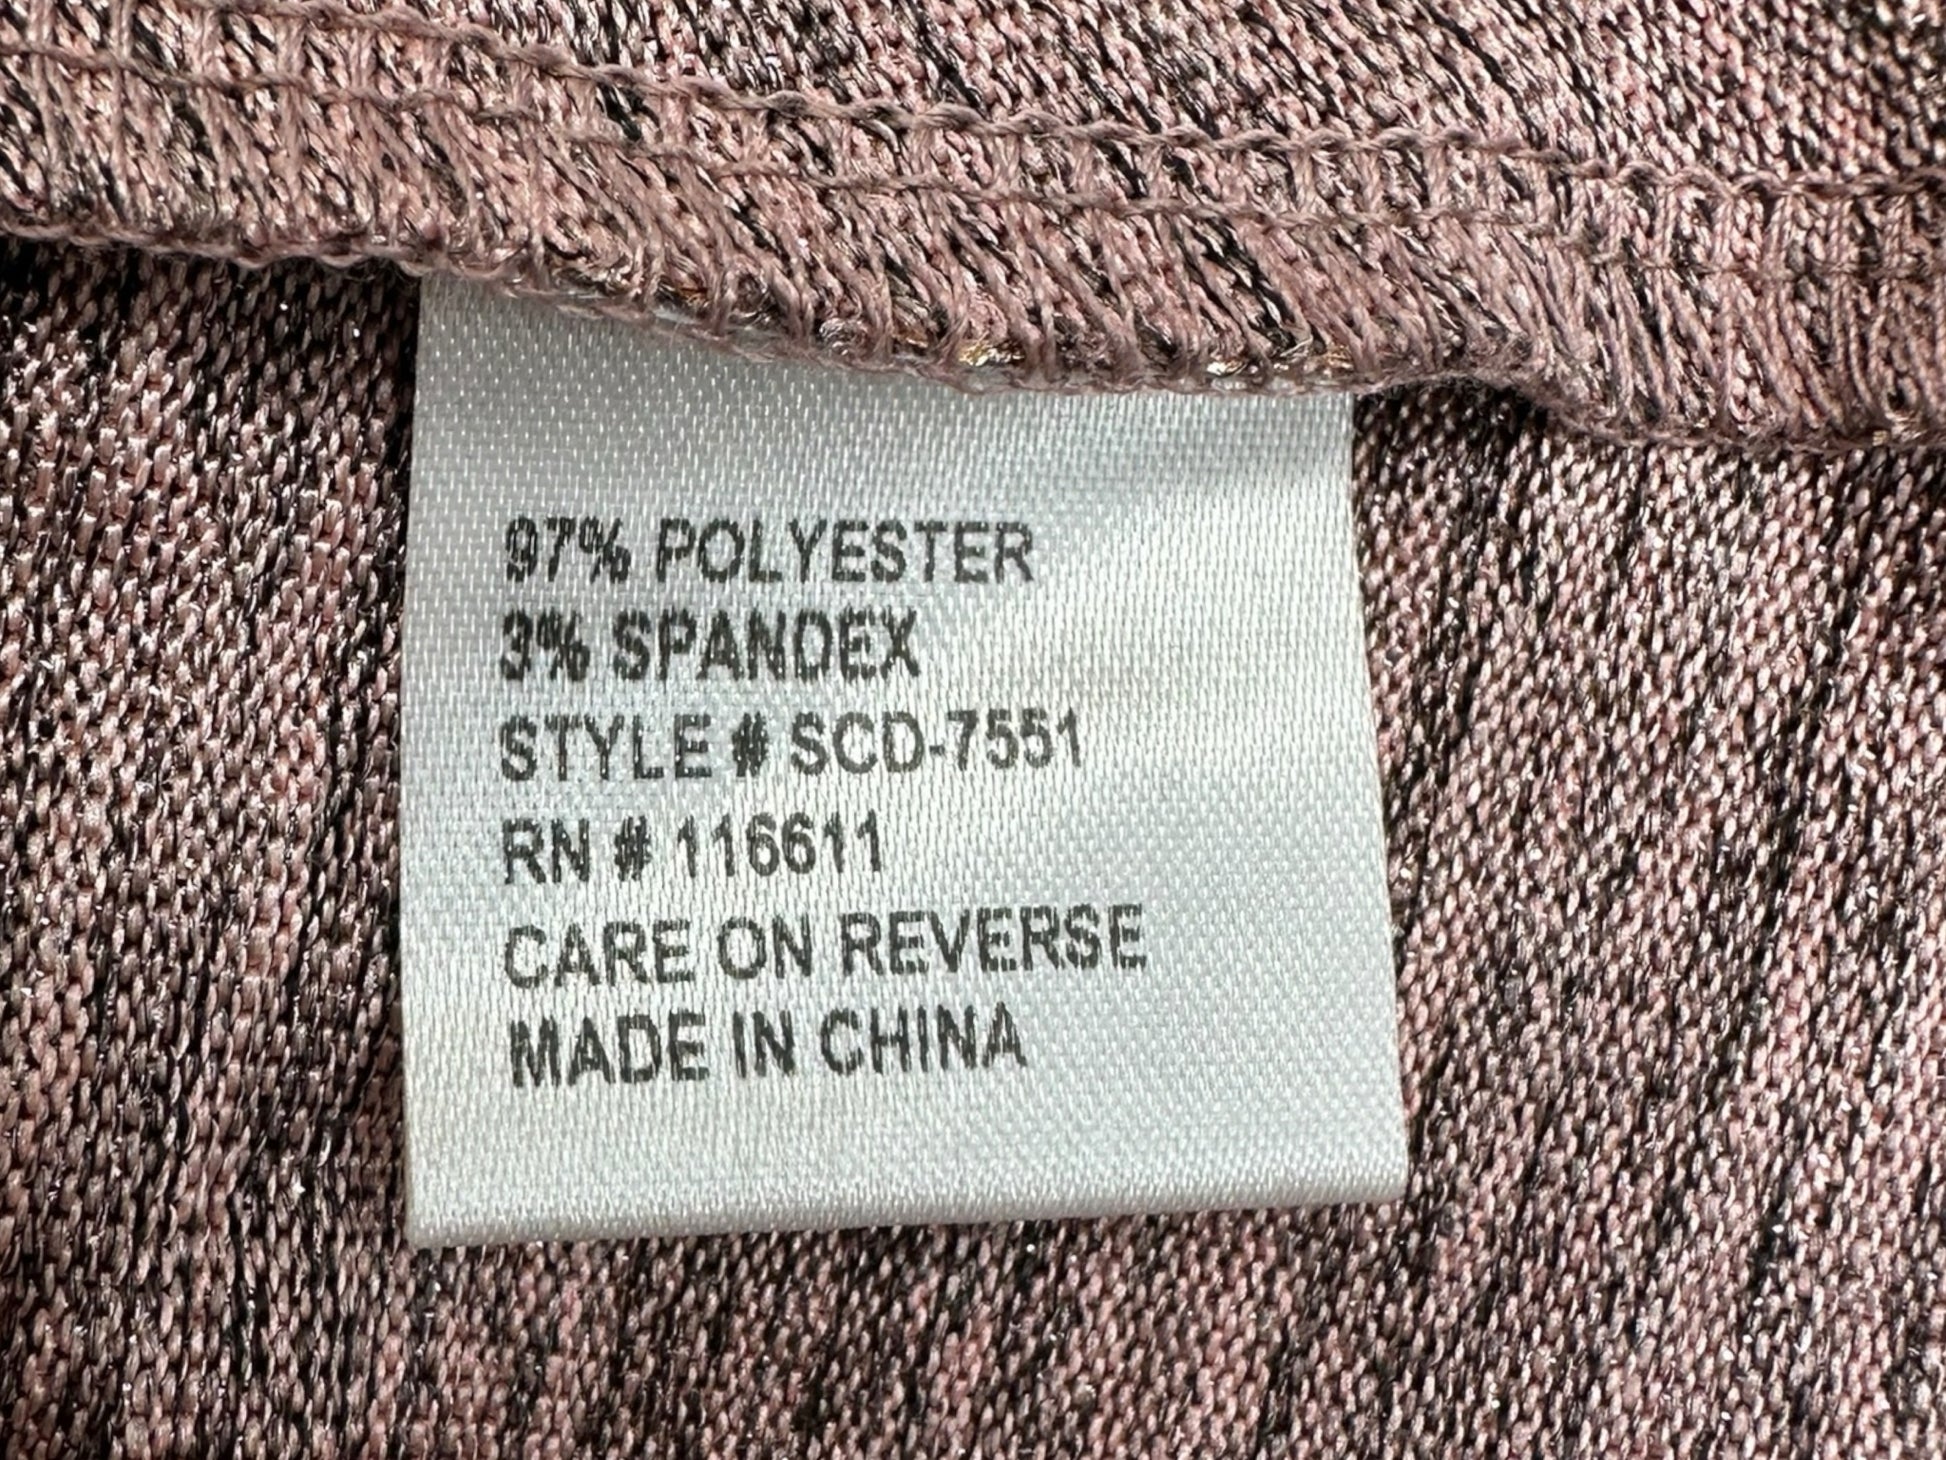 97% POLYESTER
3% SPANDEX
STYLE # SCD-7551
RN # 116611
CARE ON REVERSE
MADE IN CHINA